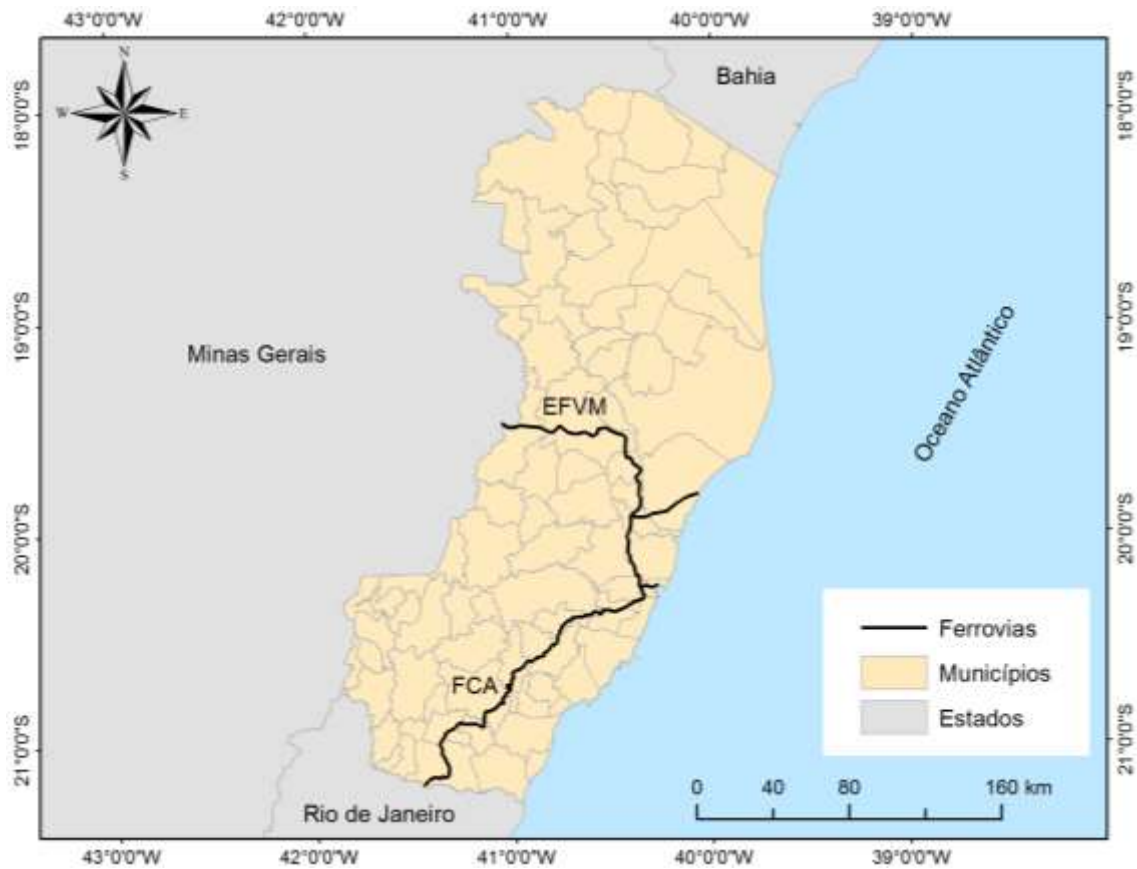 43°0'0"W 42°0'0"W 41°0'0"W 40°0'0"W 39°0'0"W
N
W E
S
Bahia
18°0'0"S 18°0'0"S
Minas Gerais
19°0'0"S 19°0'0"S
Oceano Atlântico
EFVM
20°0'0"S 20°0'0"S
FCA
Ferrovias
Municípios
Estados
21°0'0"S 21°0'0"S
0 40 80 160 km
Rio de Janeiro
43°0'0"W 42°0'0"W 41°0'0"W 40°0'0"W 39°0'0"W